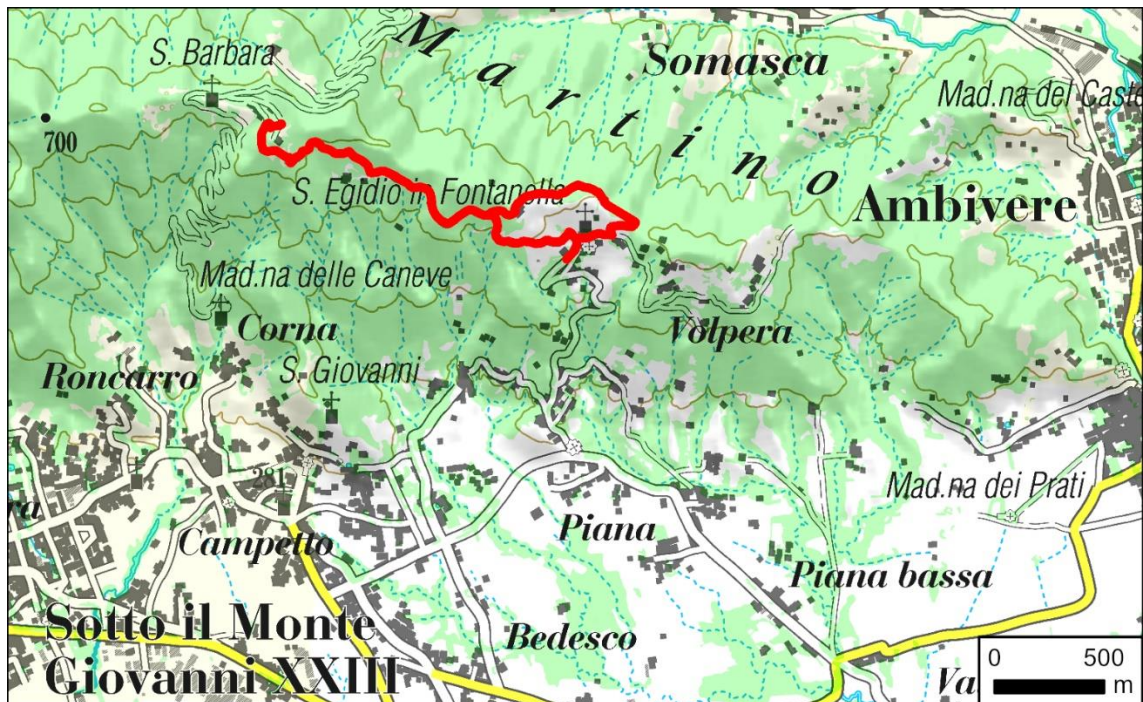 Martino
S. Barbara
Somasca
Mad.na del Caste
700
S. Egidio in Fontanella
Ambivere
Mad.na delle Caneve
Corna
Volpera
Roncarro
S. Giovanni
281
Mad.na dei Prati
Campetto
Piana
Piana bassa
Sotto il Monte
Giovanni XXIII
Bedesco
0 500
m